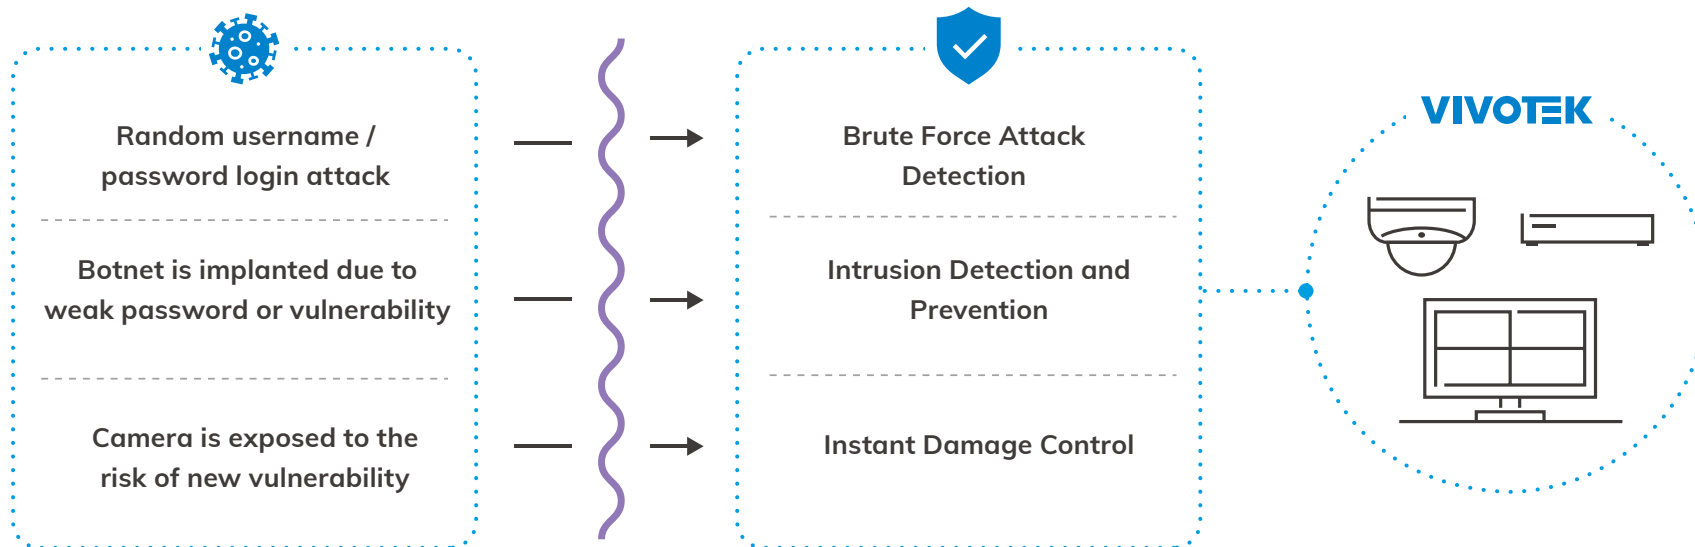 Random username /
password login attack
Botnet is implanted due to
weak password or vulnerability
Camera is exposed to the
risk of new vulnerability
Brute Force Attack
Detection
Intrusion Detection and
Prevention
Instant Damage Control
VIVOTEK